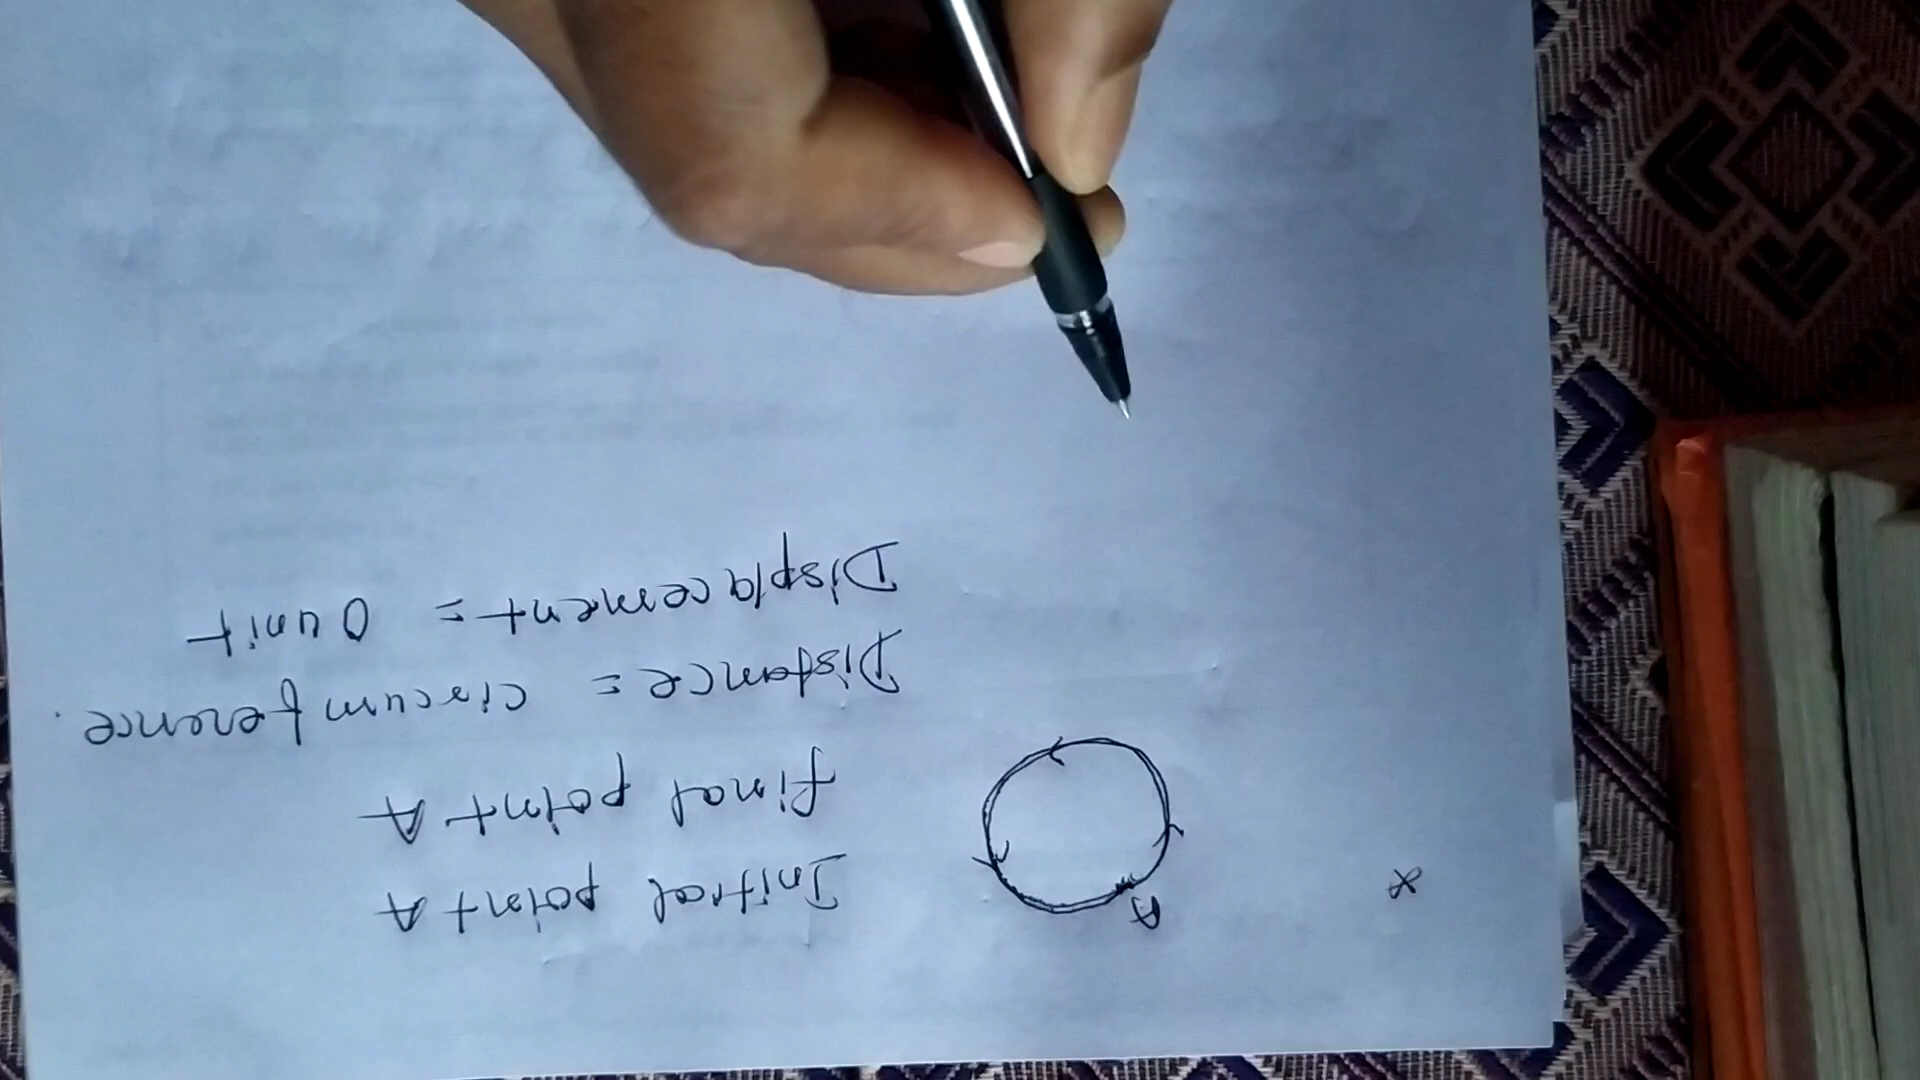 *
A
Initial point A
final point A
Distance = circumference.
Displacement = 0 unit